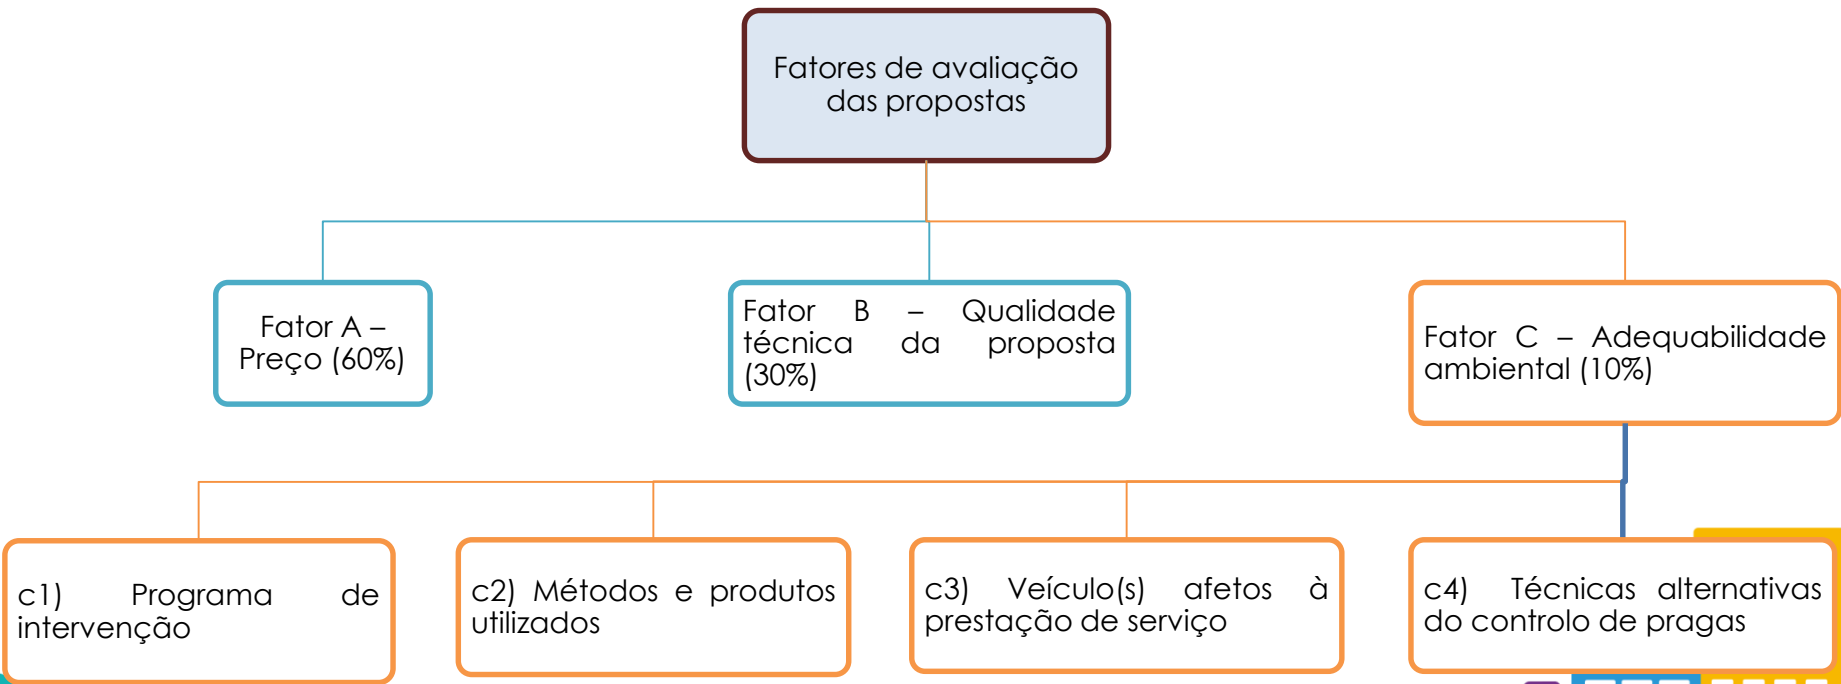 Fatores de avaliação
das propostas
Fator A –
Preço (60%)
Fator B – Qualidade
técnica da proposta
(30%)
Fator C – Adequabilidade
ambiental (10%)
c1) Programa de
intervenção
c2) Métodos e produtos
utilizados
c3) Veículo(s) afetos à
prestação de serviço
c4) Técnicas alternativas
do controlo de pragas